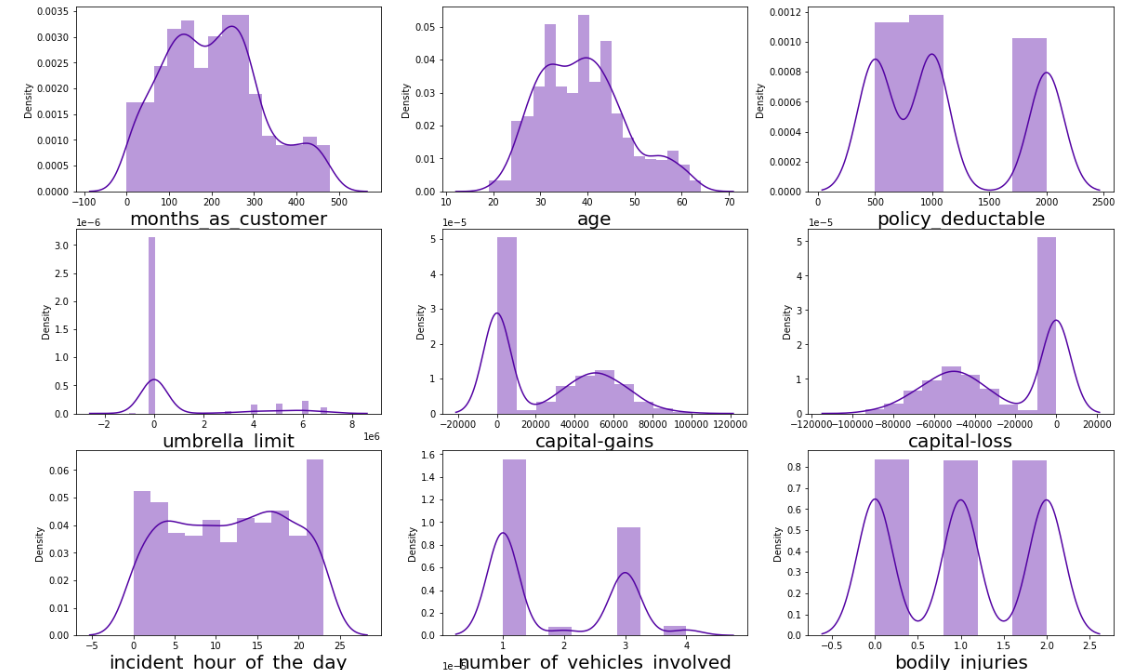 0.0035
0.0030
0.0025
0.0020
0.0015
0.0010
0.0005
0.0000
Density
−100 0 100 200 300 400 500
months_as_customer
0.05
0.04
0.03
0.02
0.01
0.00
Density
10 20 30 40 50 60 70
age
0.0012
0.0010
0.0008
0.0006
0.0004
0.0002
0.0000
Density
0 500 1000 1500 2000 2500
policy_deductable
1e−6
3.0
2.5
2.0
1.5
1.0
0.5
0.0
Density
−2 0 2 4 6 8
1e6
umbrella_limit
1e−5
5
4
3
2
1
0
Density
−20000 0 20000 40000 60000 80000 100000 120000
capital-gains
1e−5
5
4
3
2
1
0
Density
−120000 −100000 −80000 −60000 −40000 −20000 0 20000
capital-loss
0.06
0.05
0.04
0.03
0.02
0.01
0.00
Density
−5 0 5 10 15 20 25
incident_hour_of_the_day
1.6
1.4
1.2
1.0
0.8
0.6
0.4
0.2
0.0
Density
1 2 3 4
number_of_vehicles_involved
0.8
0.7
0.6
0.5
0.4
0.3
0.2
0.1
0.0
Density
−0.5 0.0 0.5 1.0 1.5 2.0 2.5
bodily_injuries